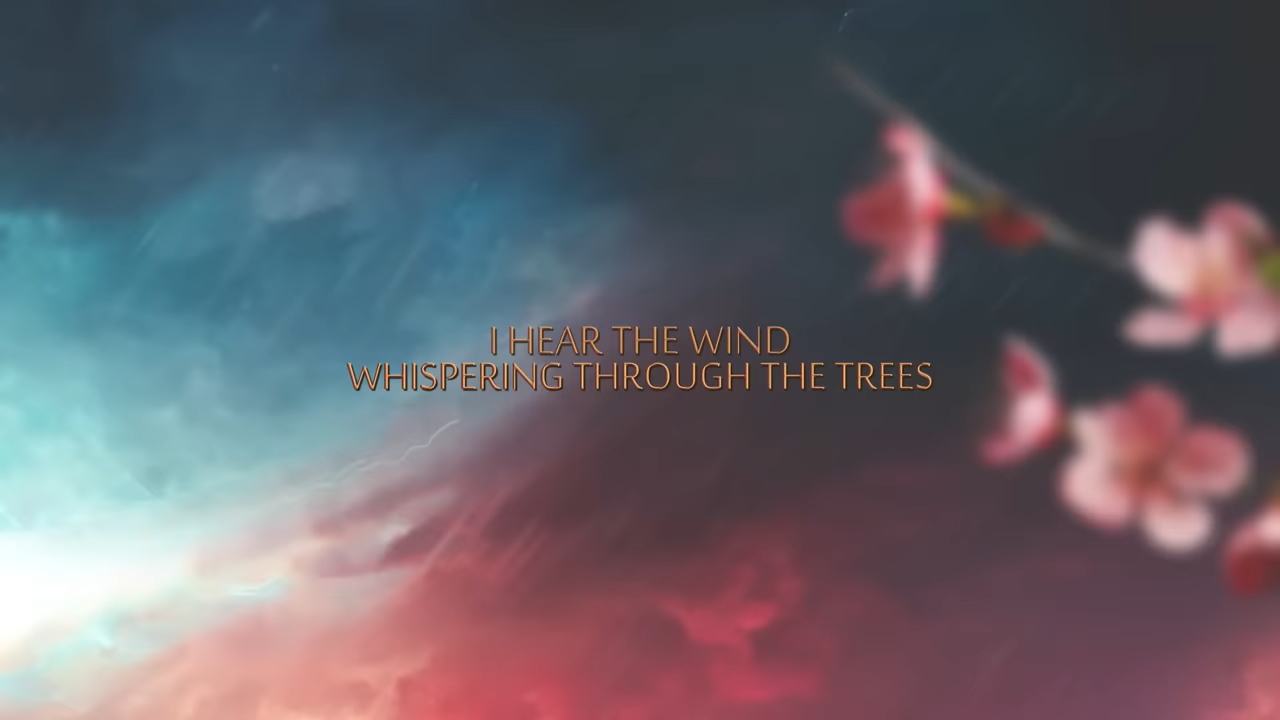 I HEAR THE WIND
WHISPERING THROUGH THE TREES